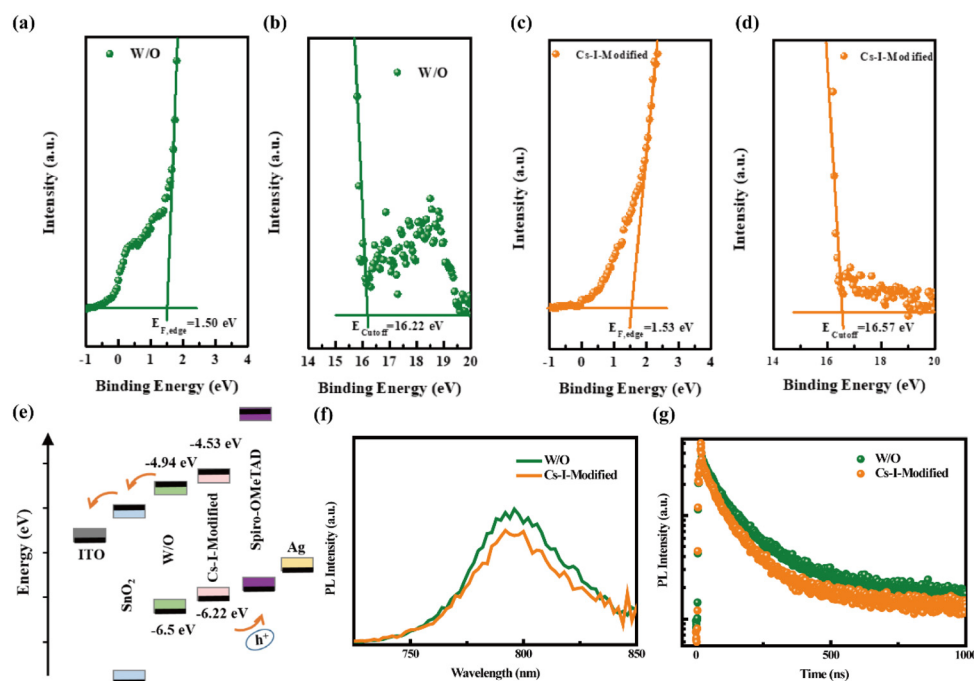 (a)
W/O
Intensity (a.u.)
E_F,edge=1.50 eV
-1 0 1 2 3 4
Binding Energy (eV)
(b)
W/O
Intensity (a.u.)
E_Cutoff=16.22 eV
14 15 16 17 18 19 20
Binding Energy (eV)
(c)
Cs-I-Modified
Intensity (a.u.)
E_F,edge=1.53 eV
-1 0 1 2 3 4
Binding Energy (eV)
(d)
Cs-I-Modified
Intensity (a.u.)
E_Cutoff=16.57 eV
14 16 18 20
Binding Energy (eV)
(e)
Energy (eV)
ITO
SnO2
-4.94 eV
W/O
-6.5 eV
-4.53 eV
Cs-I-Modified
-6.22 eV
Spiro-OMeTAD
Ag
h+
(f)
W/O
Cs-I-Modified
PL Intensity (a.u.)
750 800 850
Wavelength (nm)
(g)
W/O
Cs-I-Modified
PL Intensity (a.u.)
0 500 1000
Time (ns)